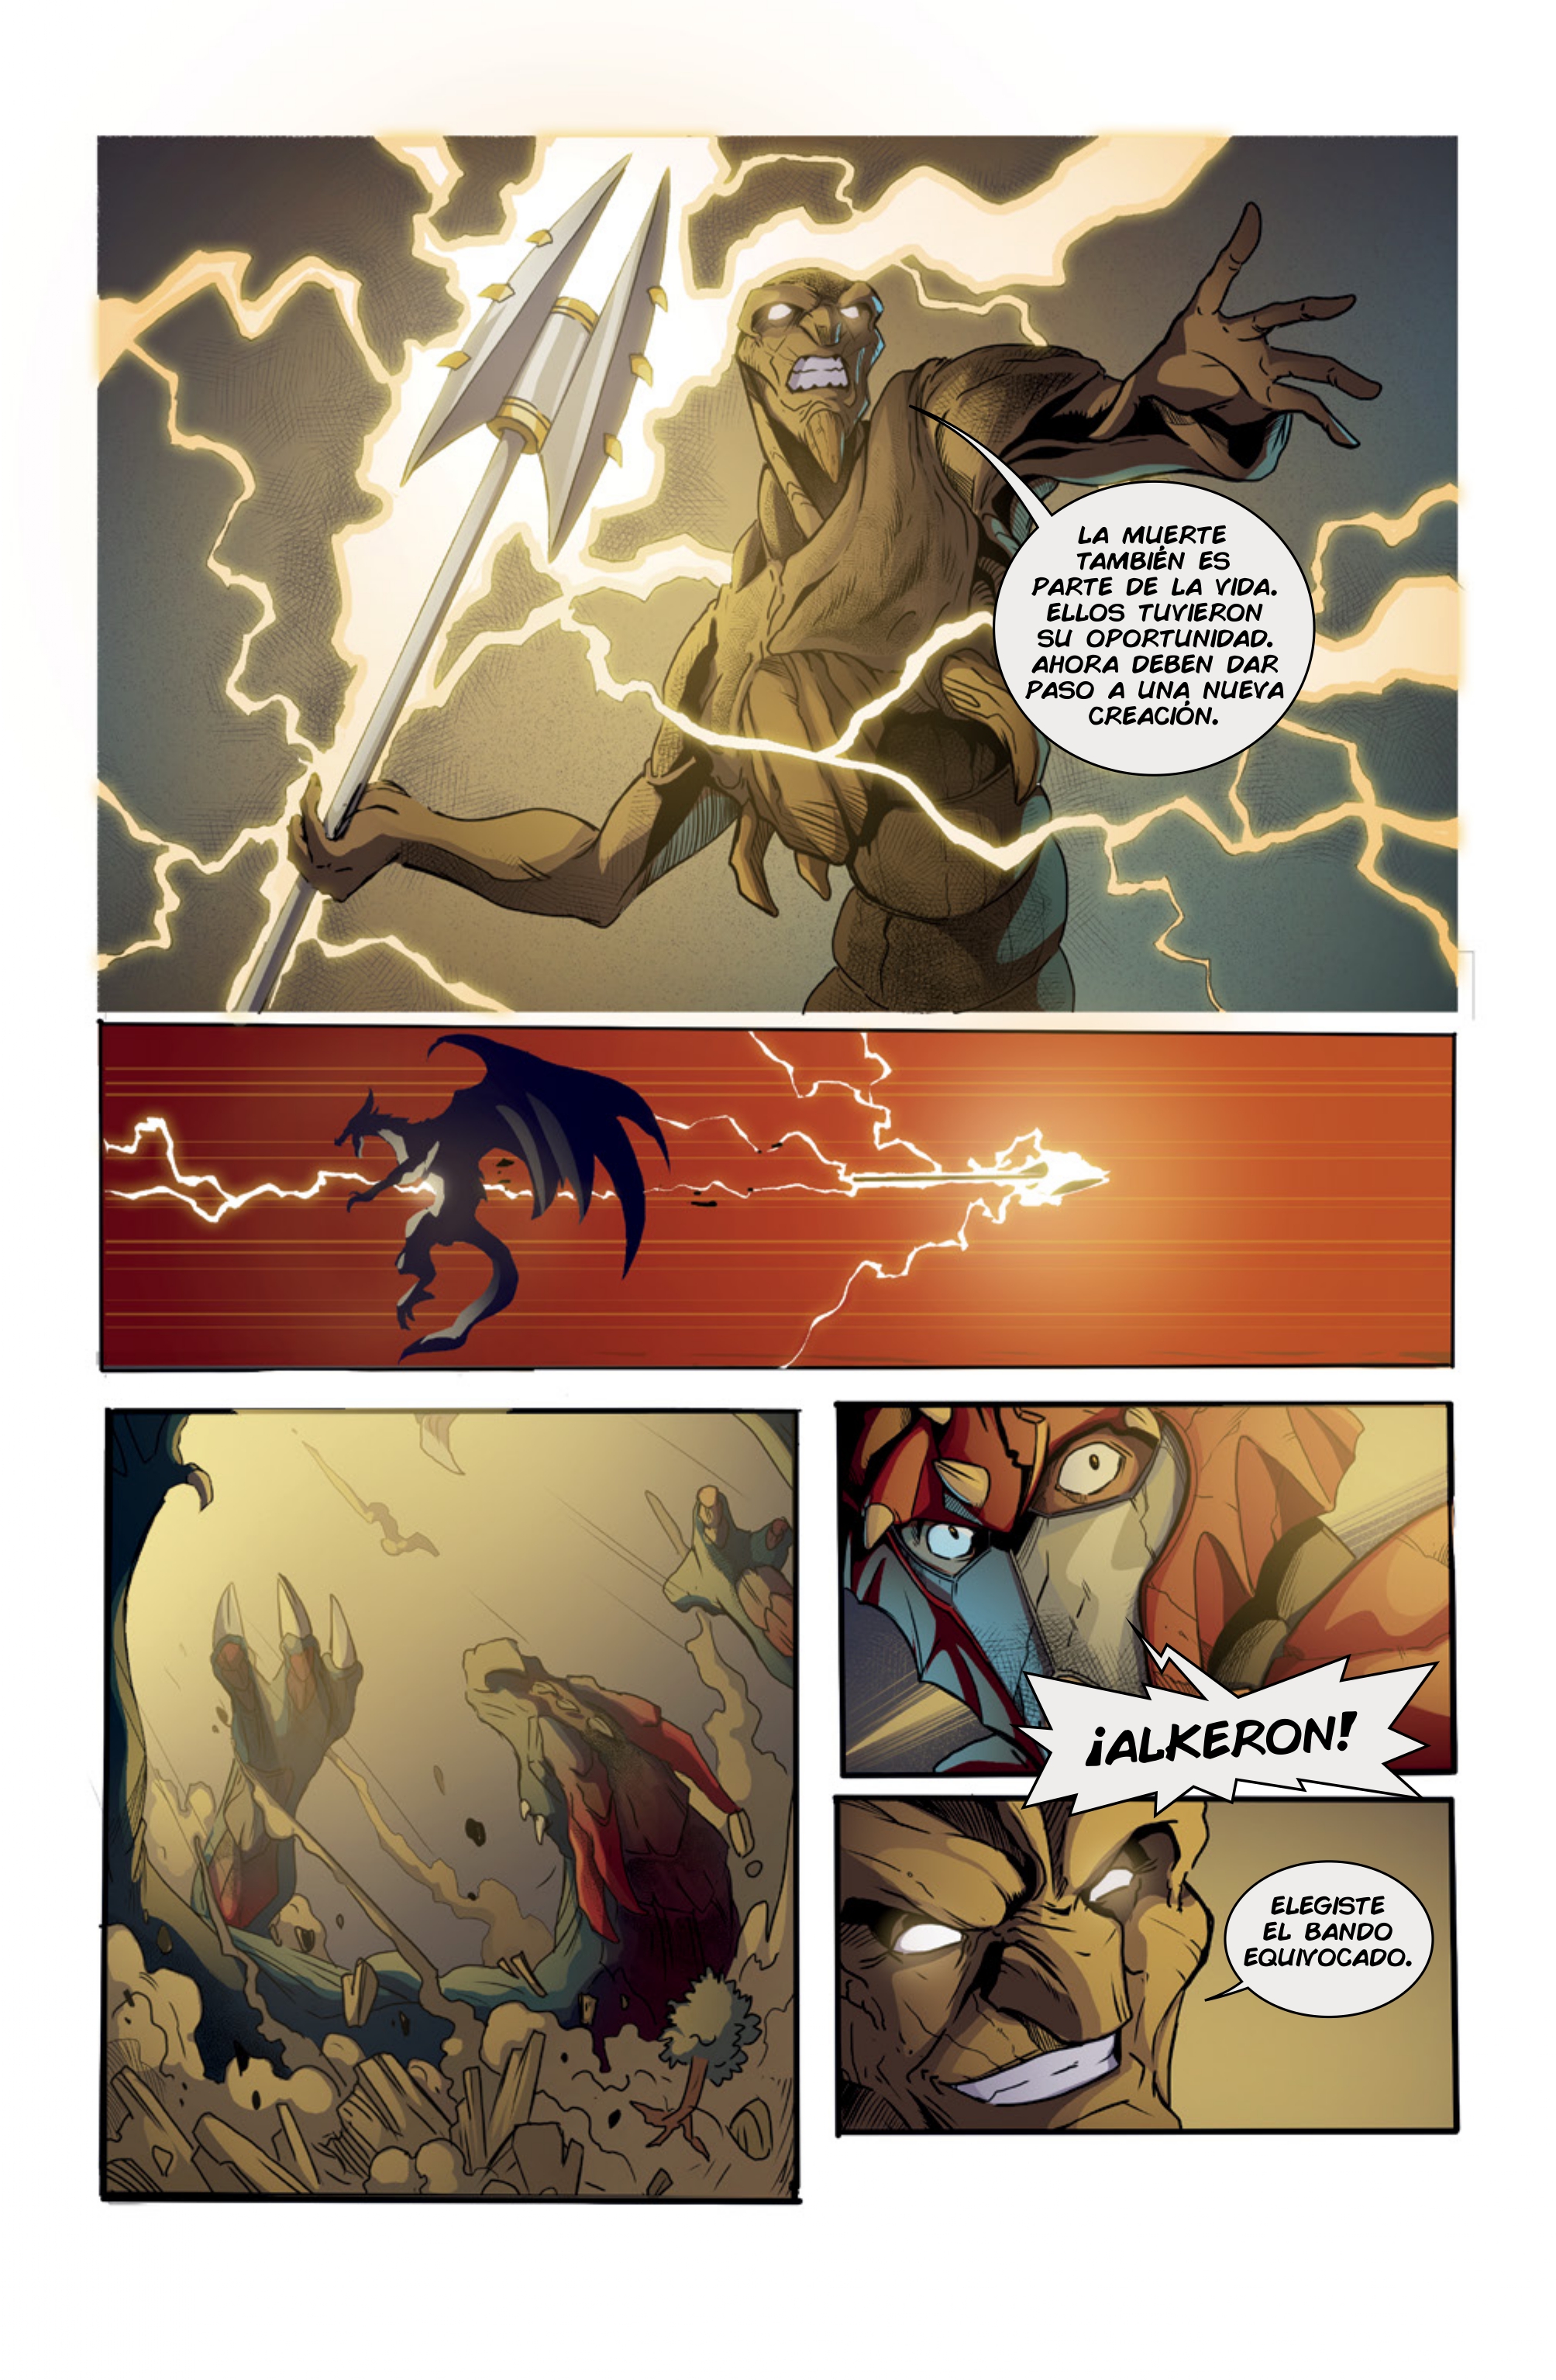 LA MUERTE
TAMBIÉN ES
PARTE DE LA VIDA.
ELLOS TUVIERON
SU OPORTUNIDAD.
AHORA DEBEN DAR
PASO A UNA NUEVA
CREACIÓN.
¡ALKERON!
ELEGISTE
EL BANDO
EQUIVOCADO.